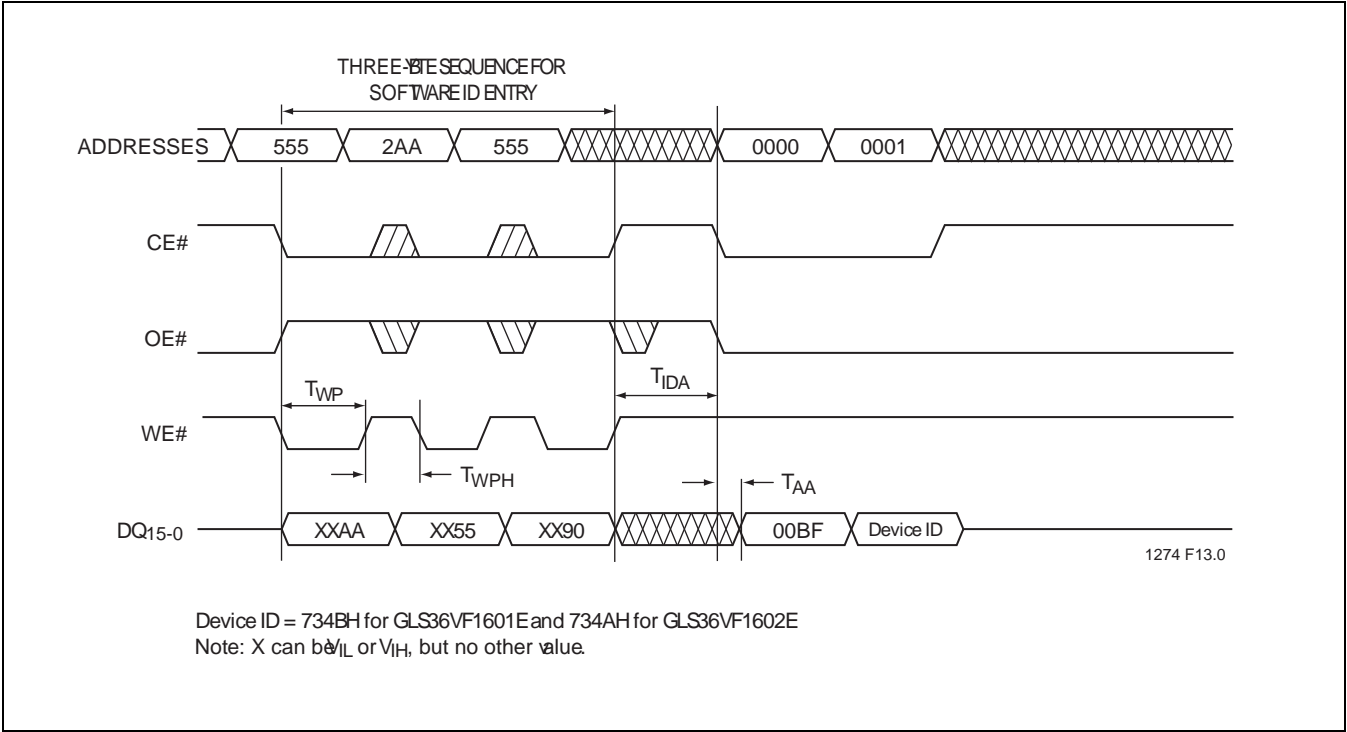 THREE-BYTE SEQUENCE FOR
SOFTWARE ID ENTRY
ADDRESSES 555 2AA 555 0000 0001
CE#
OE#
TWP TIDA
WE#
TWPH TAA
DQ15-0 XXAA XX55 XX90 00BF Device ID
1274 F13.0
Device ID = 734BH for GLS36VF1601E and 734AH for GLS36VF1602E
Note: X can be VIL or VIH, but no other value.